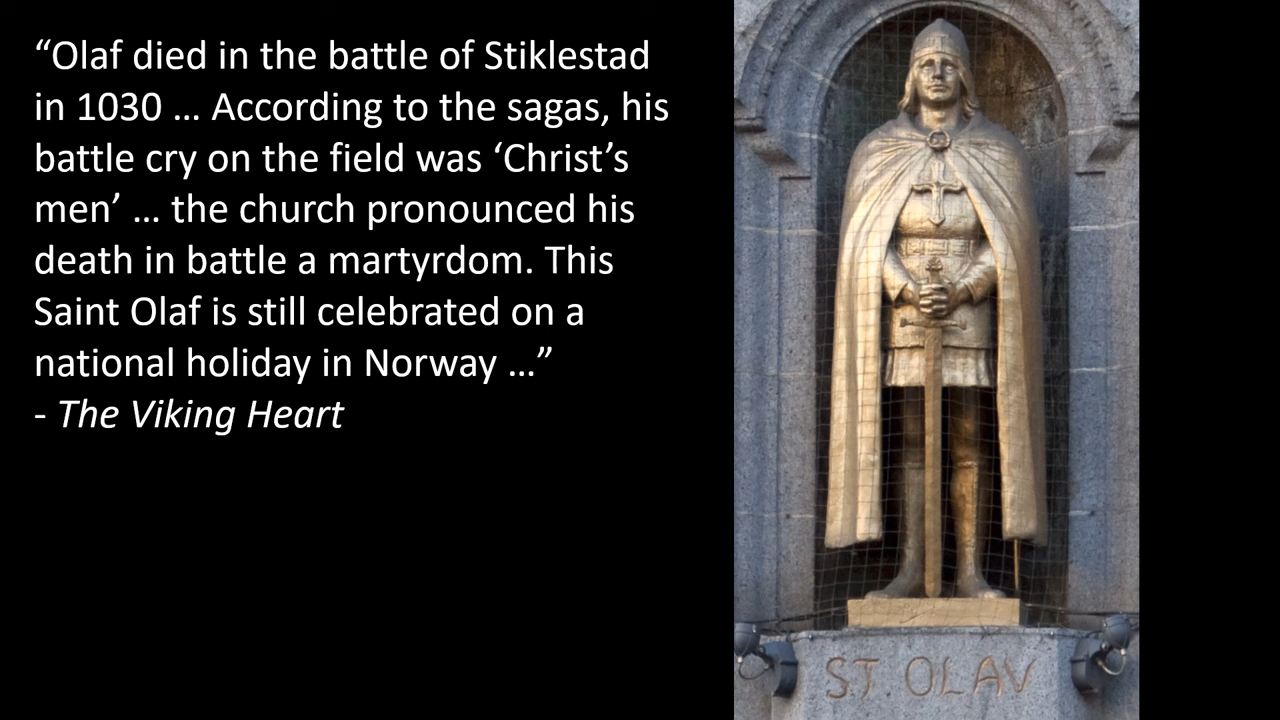 “Olaf died in the battle of Stiklestad
in 1030 … According to the sagas, his
battle cry on the field was ‘Christ’s
men’ … the church pronounced his
death in battle a martyrdom. This
Saint Olaf is still celebrated on a
national holiday in Norway …”
- The Viking Heart
ST. OLAV